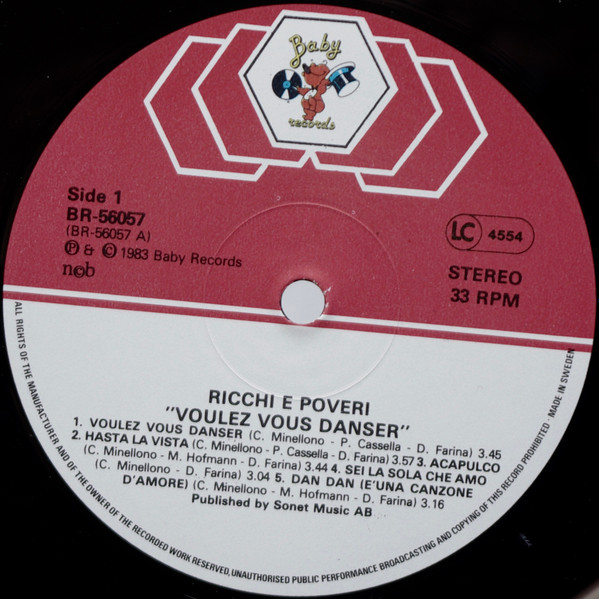 Baby
records
Side 1
BR-56057
(BR-56057 A)
Ⓟ & © 1983 Baby Records
n©b
LC 4554
STEREO
33 RPM
RICCHI E POVERI
"VOULEZ VOUS DANSER"
1. VOULEZ VOUS DANSER (C. Minellono - P. Cassella - D. Farina) 3.45
2. HASTA LA VISTA (C. Minellono - P. Cassella - D. Farina) 3.57 3. ACAPULCO
(C. Minellono - M. Hofmann - D. Farina) 3.44 4. SEI LA SOLA CHE AMO
(C. Minellono - D. Farina) 3.04 5. DAN DAN (E'UNA CANZONE
D'AMORE) (C. Minellono - M. Hofmann - D. Farina) 3.16
Published by Sonet Music AB
ALL RIGHTS OF THE MANUFACTURER AND OF THE OWNER OF THE RECORDED WORK RESERVED, UNAUTHORISED PUBLIC PERFORMANCE BROADCASTING AND COPYING OF THIS RECORD PROHIBITED · MADE IN SWEDEN